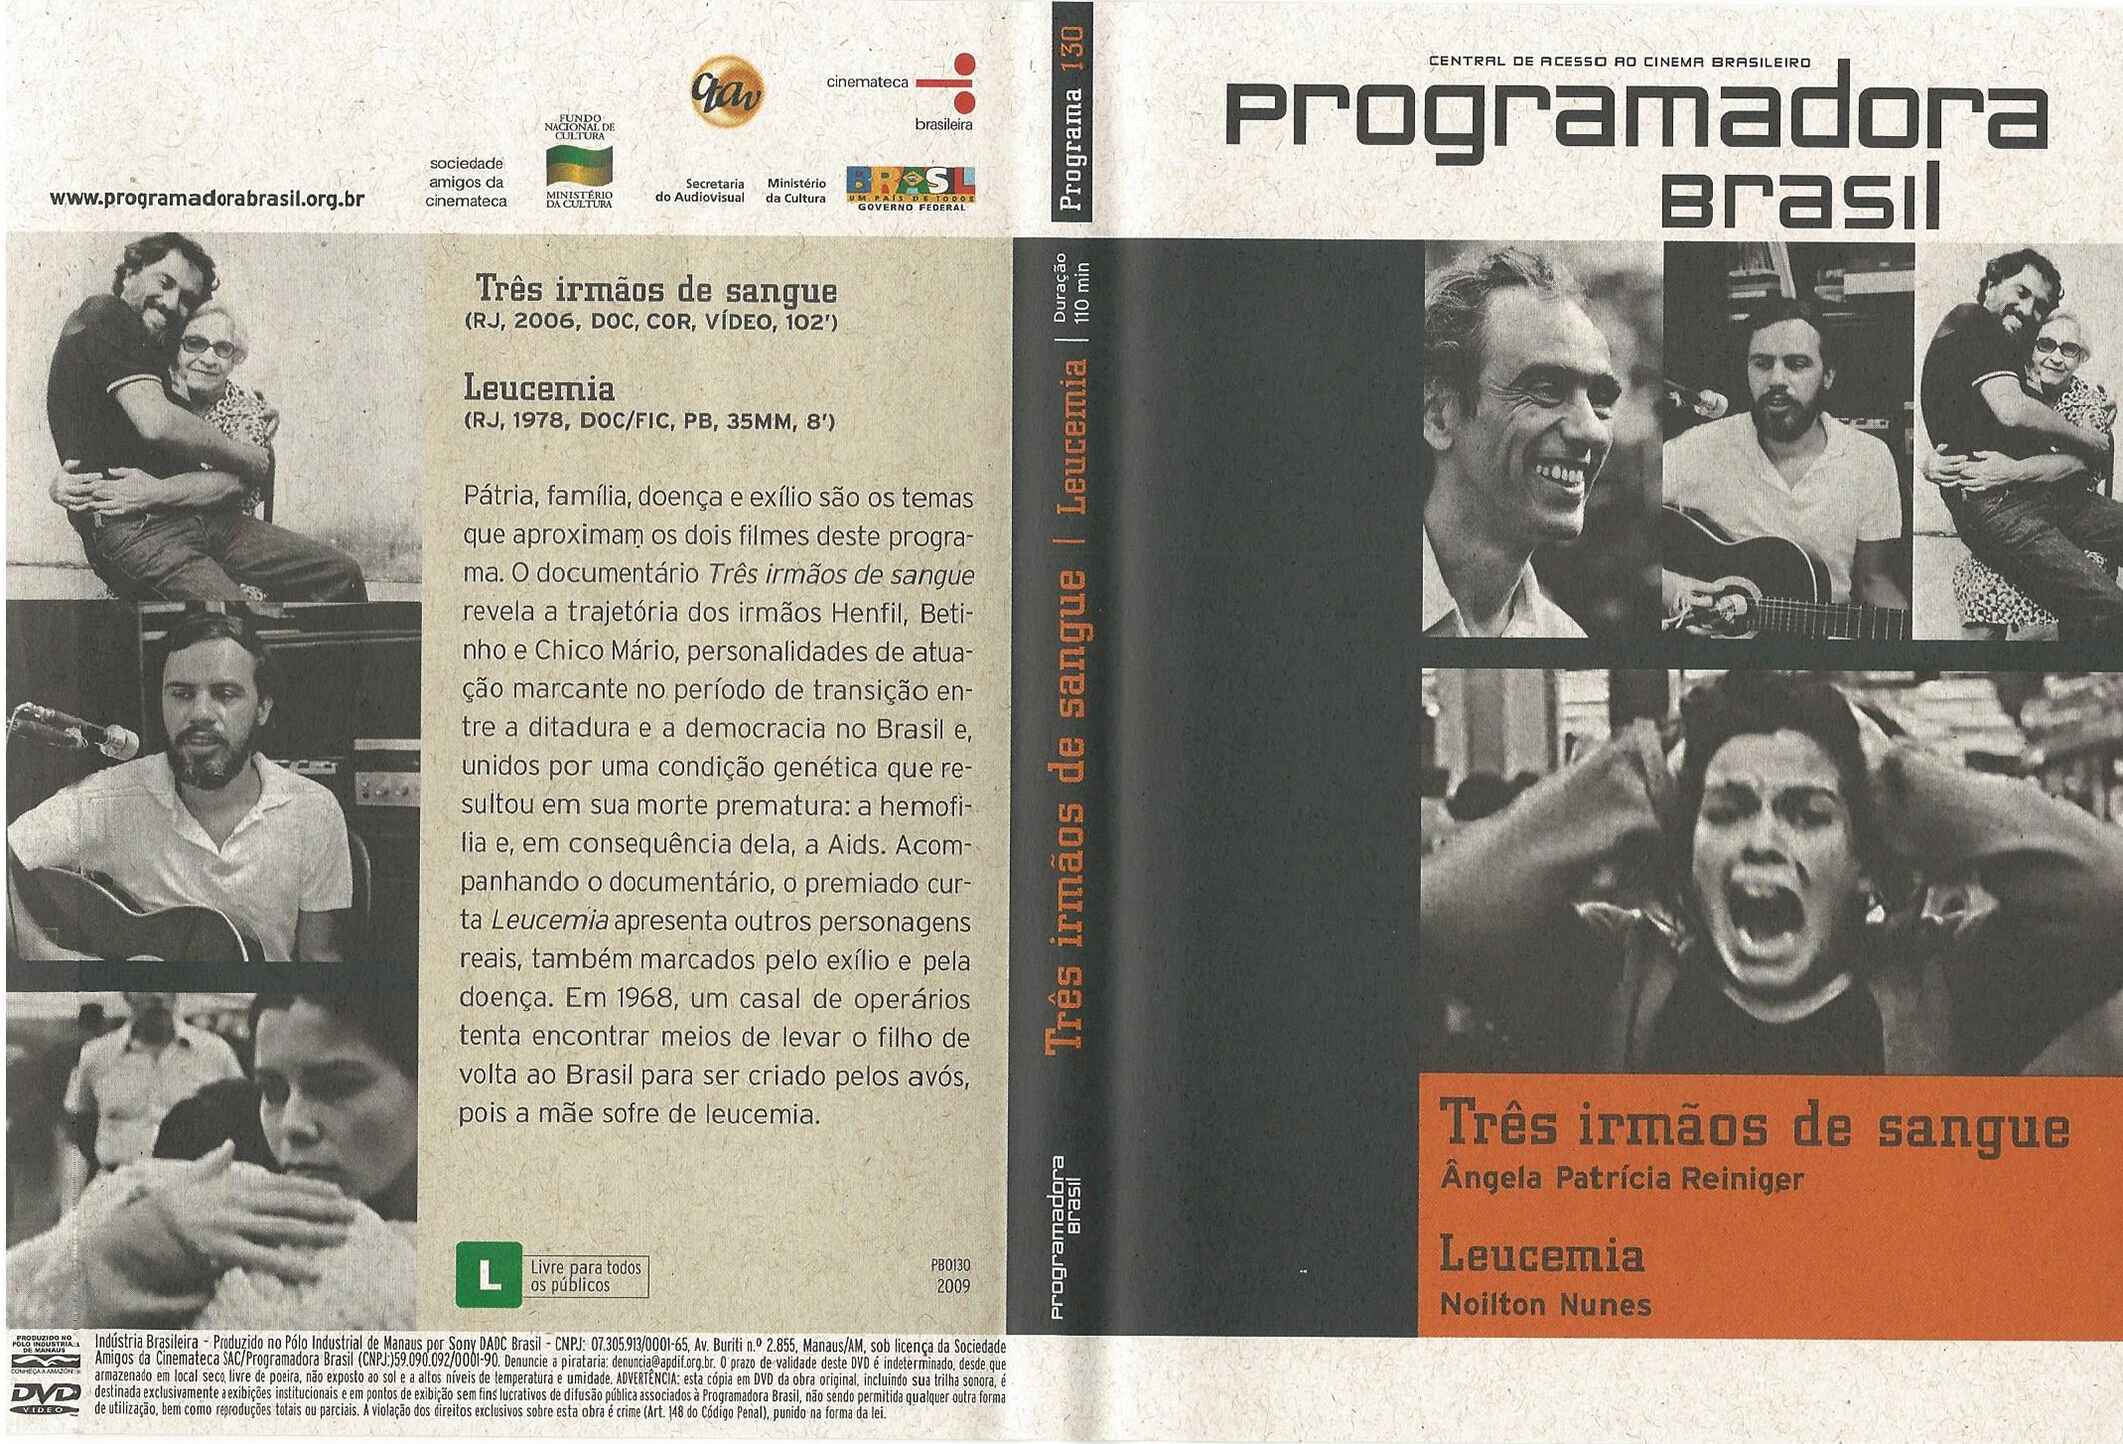 www.programadorabrasil.org.br
sociedade
amigos da
cinemateca
FUNDO
NACIONAL DE
CULTURA
MINISTÉRIO
DA CULTURA
qav
Secretaria
do Audiovisual
Ministério
da Cultura
cinemateca
brasileira
BRASIL
UM PAÍS DE TODOS
GOVERNO FEDERAL
Três irmãos de sangue
(RJ, 2006, DOC, COR, VÍDEO, 102')
Leucemia
(RJ, 1978, DOC/FIC, PB, 35MM, 8')
Pátria, família, doença e exílio são os temas
que aproximam os dois filmes deste progra-
ma. O documentário Três irmãos de sangue
revela a trajetória dos irmãos Henfil, Beti-
nho e Chico Mário, personalidades de atua-
ção marcante no período de transição en-
tre a ditadura e a democracia no Brasil e,
unidos por uma condição genética que re-
sultou em sua morte prematura: a hemofi-
lia e, em consequência dela, a Aids. Acom-
panhando o documentário, o premiado cur-
ta Leucemia apresenta outros personagens
reais, também marcados pelo exílio e pela
doença. Em 1968, um casal de operários
tenta encontrar meios de levar o filho de
volta ao Brasil para ser criado pelos avós,
pois a mãe sofre de leucemia.
L
Livre para todos
os públicos
PB0130
2009
PRODUZIDO NO
PÓLO INDUSTRIAL
DE MANAUS
CONHEÇA A AMAZÔNIA
DVD
VIDEO
Indústria Brasileira - Produzido no Pólo Industrial de Manaus por Sony DADC Brasil - CNPJ: 07.305.913/0001-65, Av. Buriti n.º 2.855, Manaus/AM, sob licença da Sociedade
Amigos da Cinemateca SAC/Programadora Brasil (CNPJ:)59.090.092/0001-90. Denuncie a pirataria: denuncia@apdif.org.br. O prazo de validade deste DVD é indeterminado, desde que
armazenado em local seco, livre de poeira, não exposto ao sol e a altos níveis de temperatura e umidade. ADVERTÊNCIA: esta cópia em DVD da obra original, incluindo sua trilha sonora, é
destinada exclusivamente a exibições institucionais e em pontos de exibição sem fins lucrativos de difusão pública associados à Programadora Brasil, não sendo permitida qualquer outra forma
de utilização, bem como reproduções totais ou parciais. A violação dos direitos exclusivos sobre esta obra é crime (Art. 148 do Código Penal), punido na forma da lei.
Programa 130
Três irmãos de sangue | Leucemia | Duração
110 min
programadora
Brasil
CENTRAL DE ACESSO AO CINEMA BRASILEIRO
programadora
Brasil
Três irmãos de sangue
Ângela Patrícia Reiniger
Leucemia
Noilton Nunes